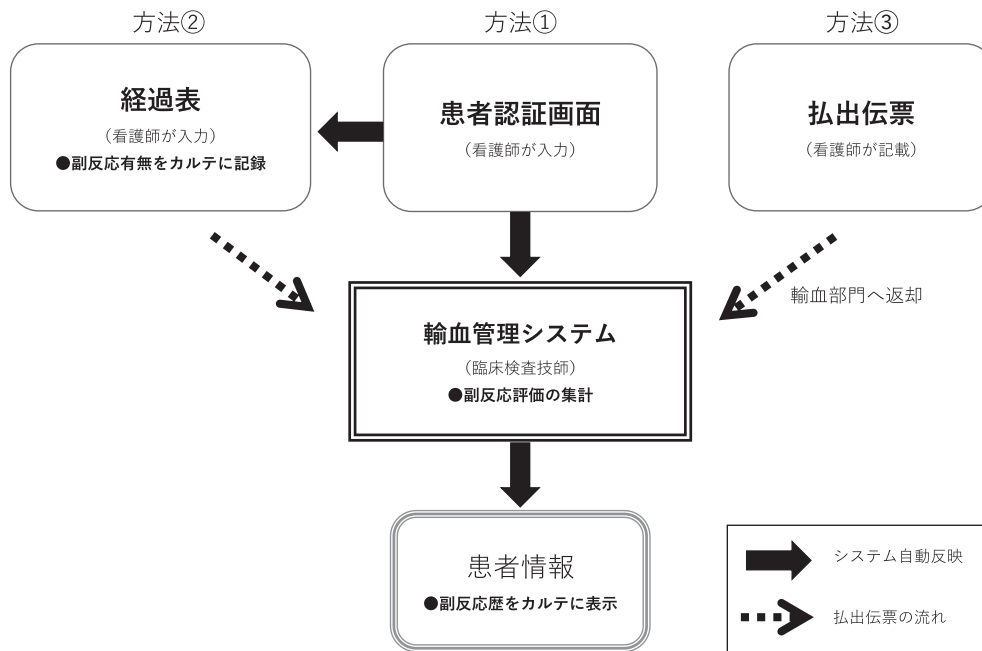 方法②
方法①
方法③
経過表
（看護師が入力）
●副反応有無をカルテに記録
患者認証画面
（看護師が入力）
払出伝票
（看護師が記載）
輸血部門へ返却
輸血管理システム
（臨床検査技師）
●副反応評価の集計
患者情報
●副反応歴をカルテに表示
システム自動反映
払出伝票の流れ